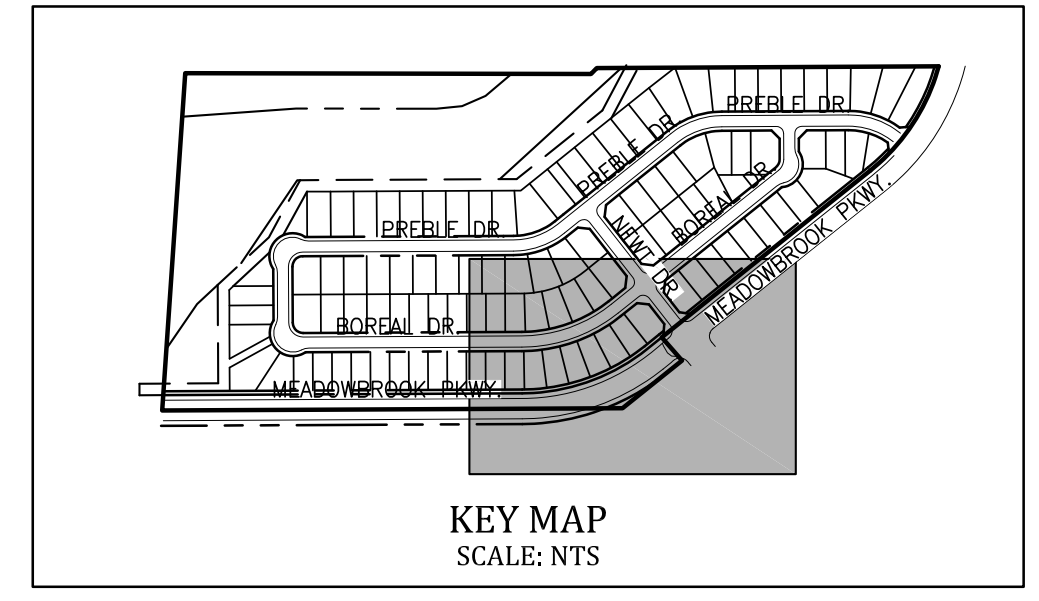 PREBLE DR.
PREBLE DR.
BOREAL DR.
NEWT DR.
PREBLE DR.
MEADOWBROOK PKWY.
BOREAL DR.
MEADOWBROOK PKWY.
KEY MAP
SCALE: NTS